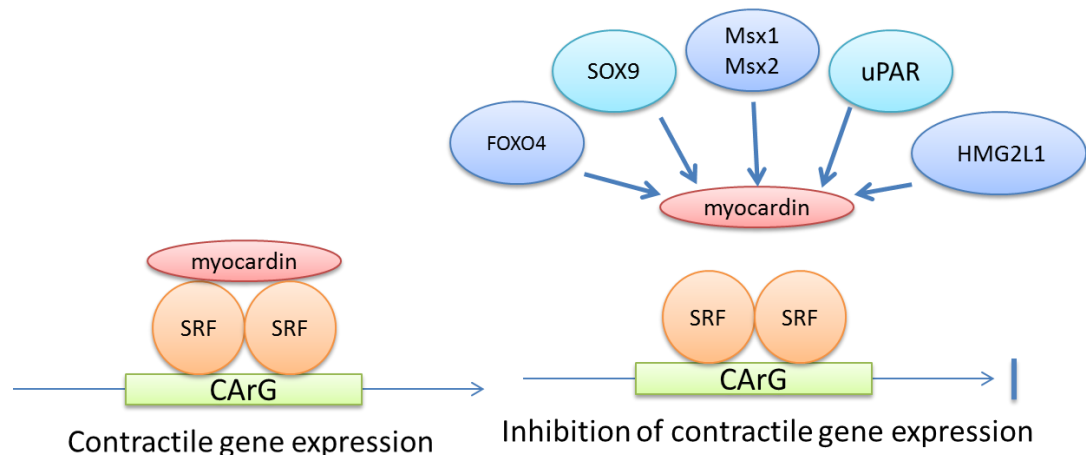 myocardin
SRF
SRF
CArG
Contractile gene expression
FOXO4
SOX9
Msx1
Msx2
uPAR
HMG2L1
myocardin
SRF
SRF
CArG
Inhibition of contractile gene expression